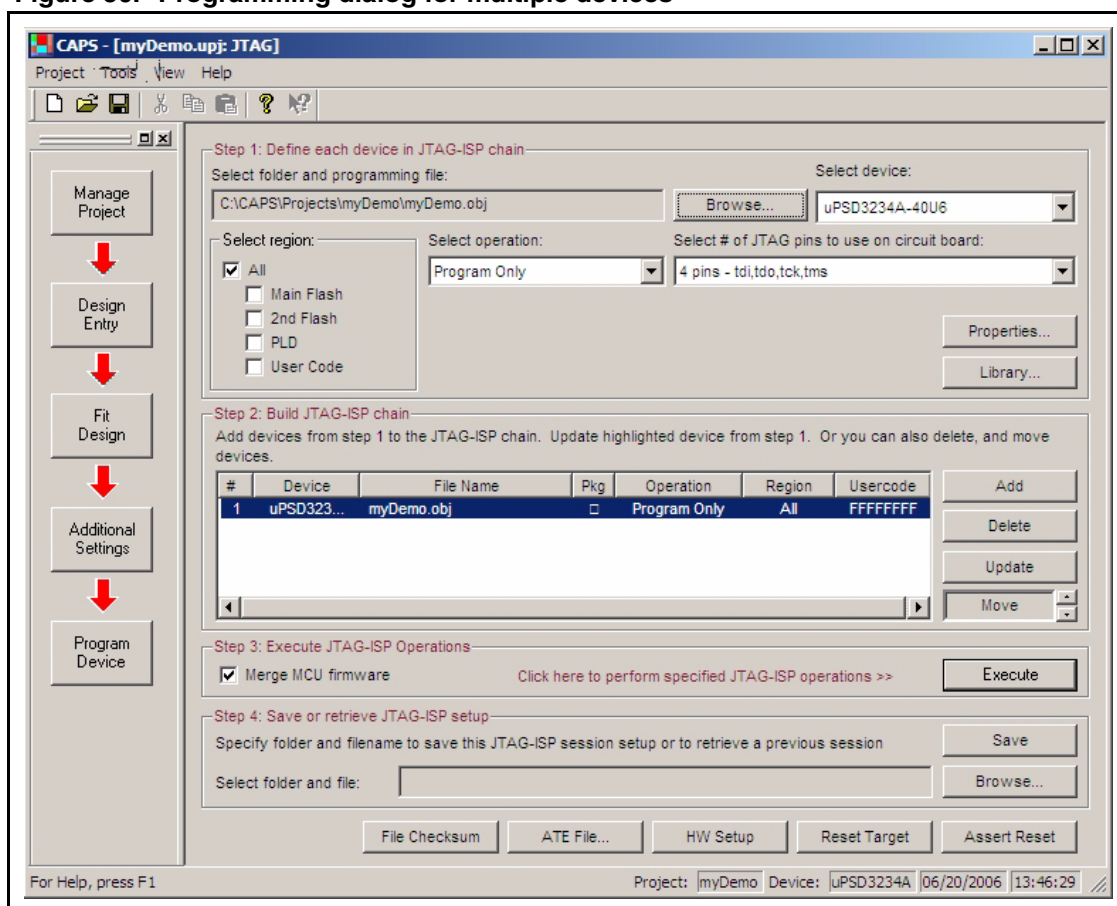 Figure 36. Programming dialog for multiple devices
CAPS - [myDemo.upj: JTAG]
Project Tools View Help
Manage
Project
Design
Entry
Fit
Design
Additional
Settings
Program
Device
Step 1: Define each device in JTAG-ISP chain
Select folder and programming file:
Select device:
C:\CAPS\Projects\myDemo\myDemo.obj
Browse...
uPSD3234A-40U6
Select region:
Select operation:
Select # of JTAG pins to use on circuit board:
All
Program Only
4 pins - tdi,tdo,tck,tms
Main Flash
2nd Flash
PLD
User Code
Properties...
Library...
Step 2: Build JTAG-ISP chain
Add devices from step 1 to the JTAG-ISP chain. Update highlighted device from step 1. Or you can also delete, and move
devices.
# Device File Name Pkg Operation Region Usercode
1 uPSD323... myDemo.obj □ Program Only All FFFFFFFF
Add
Delete
Update
Move
Step 3: Execute JTAG-ISP Operations
Merge MCU firmware
Click here to perform specified JTAG-ISP operations >>
Execute
Step 4: Save or retrieve JTAG-ISP setup
Specify folder and filename to save this JTAG-ISP session setup or to retrieve a previous session
Save
Select folder and file:
Browse...
File Checksum ATE File... HW Setup Reset Target Assert Reset
For Help, press F1
Project: myDemo Device: uPSD3234A 06/20/2006 13:46:29